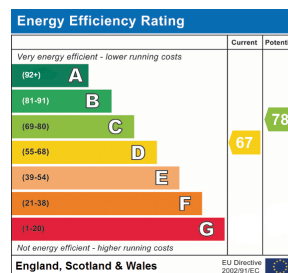 Energy Efficiency Rating
Current Potenti
Very energy efficient - lower running costs
(92+) A
(81-91) B
(69-80) C
78
(55-68) D
67
(39-54) E
(21-38) F
(1-20) G
Not energy efficient - higher running costs
England, Scotland & Wales
EU Directive
2002/91/EC